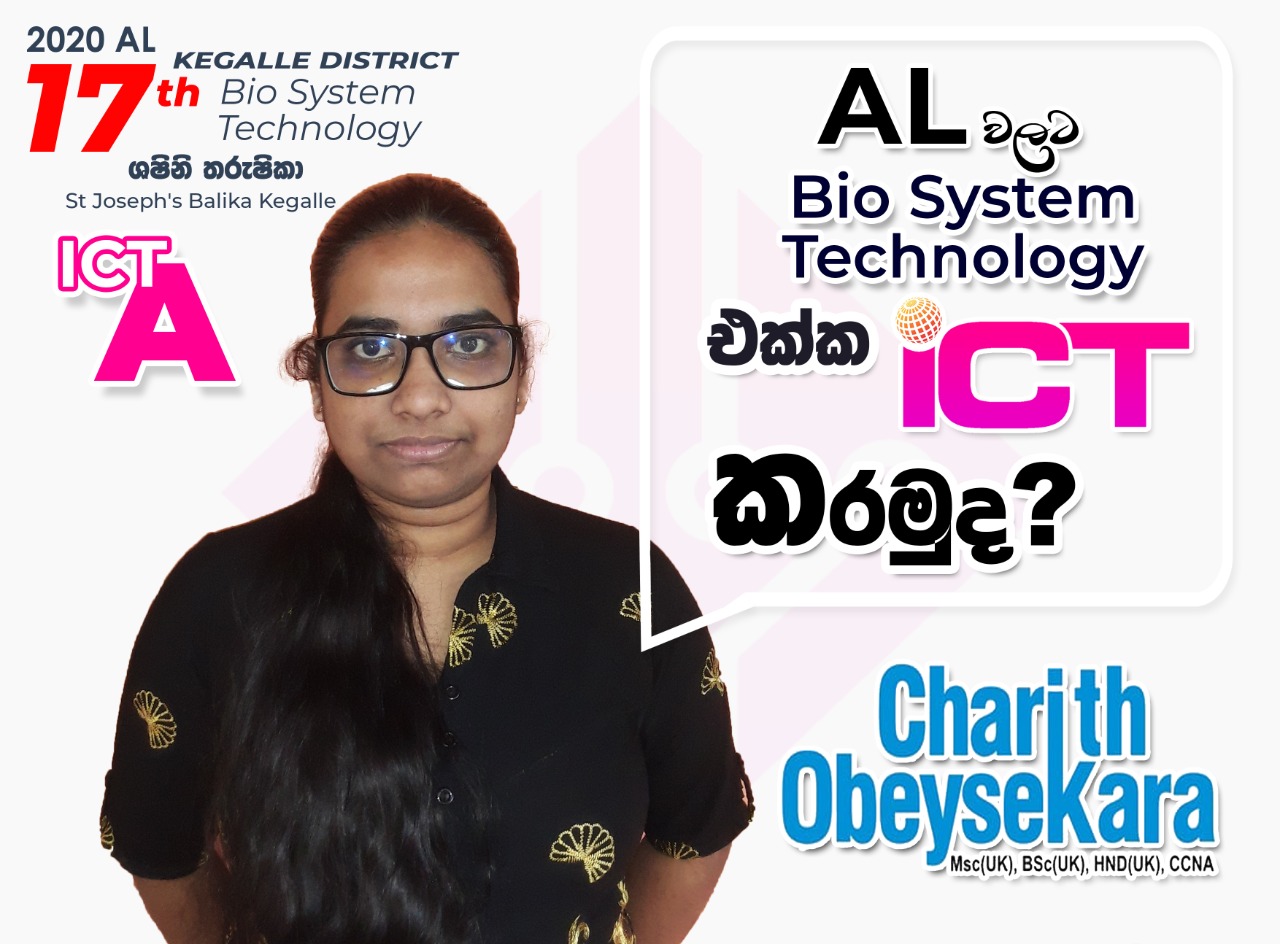 2020 AL
17th KEGALLE DISTRICT
Bio System
Technology
ශෂිනි තරුෂිකා
St Joseph's Balika Kegalle
ICT
A
AL වලට
Bio System
Technology
එක්ක iCT
කරමුද?
Charith
Obeysekara
Msc(UK), BSc(UK), HND(UK), CCNA